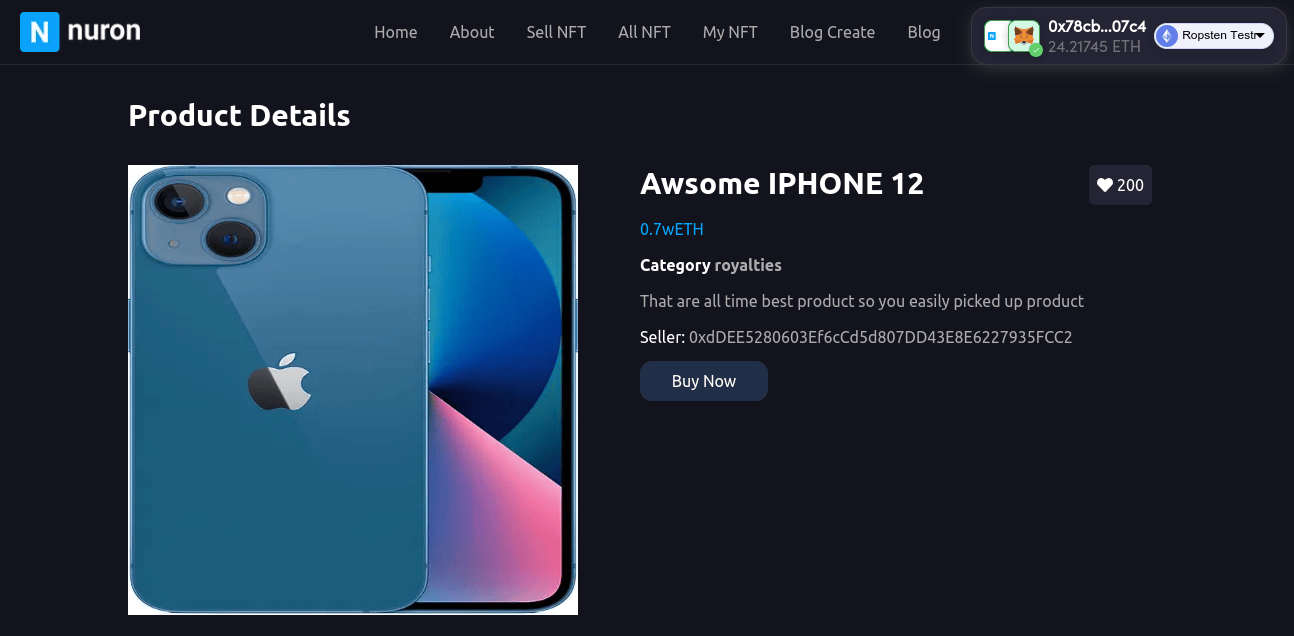 N nuron
Home About Sell NFT All NFT My NFT Blog Create Blog
0x78cb...07c4
24.21745 ETH
Ropsten Testr
Product Details
Awsome IPHONE 12
200
0.7wETH
Category royalties
That are all time best product so you easily picked up product
Seller: 0xdDEE5280603Ef6cCd5d807DD43E8E6227935FCC2
Buy Now